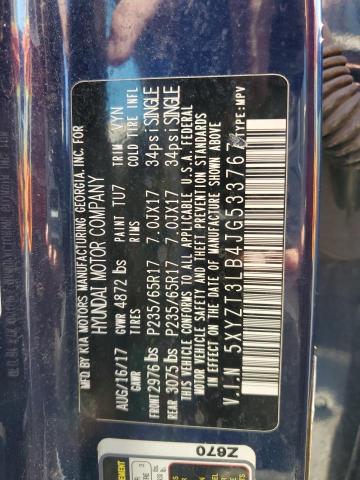 MFD BY KIA MOTORS MANUFACTURING GEORGIA. INC. FOR
HYUNDAI MOTOR COMPANY
AUG/16/17 GVWR 4872 lbs PAINT TU7 TRIM VYN
GAWR TIRES RIMS COLD TIRE INFL
FRONT 2976 lbs P235/65R17 7.0JX17 34psi SINGLE
REAR 3075 lbs P235/65R17 7.0JX17 34psi SINGLE
THIS VEHICLE CONFORMS TO ALL APPLICABLE U.S.A. FEDERAL
MOTOR VEHICLE SAFETY AND THEFT PREVENTION STANDARDS
IN EFFECT ON THE DATE OF MANUFACTURE SHOWN ABOVE
V.I.N 5XYZT3LB4JG533767 TYPE:MPV
Z670